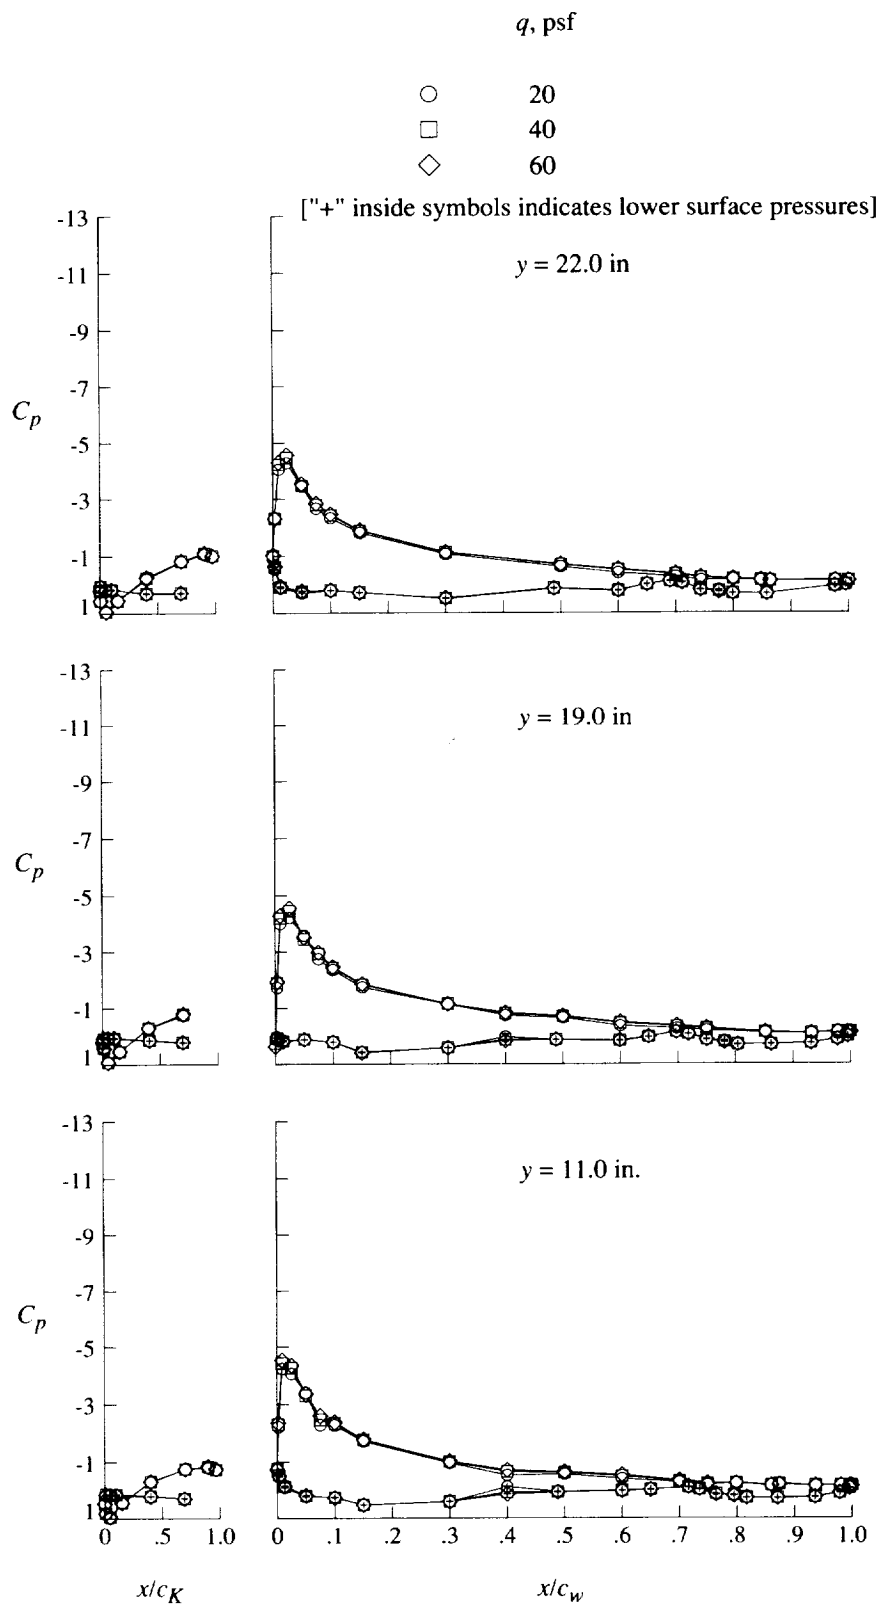 q, psf
20
40
60
["+" inside symbols indicates lower surface pressures]
-13
-11
-9
-7
-5
-3
-1
1
C_p
y = 22.0 in
-13
-11
-9
-7
-5
-3
-1
1
C_p
y = 19.0 in
-13
-11
-9
-7
-5
-3
-1
1
C_p
y = 11.0 in.
0 .5 1.0
0 .1 .2 .3 .4 .5 .6 .7 .8 .9 1.0
x/c_K
x/c_w